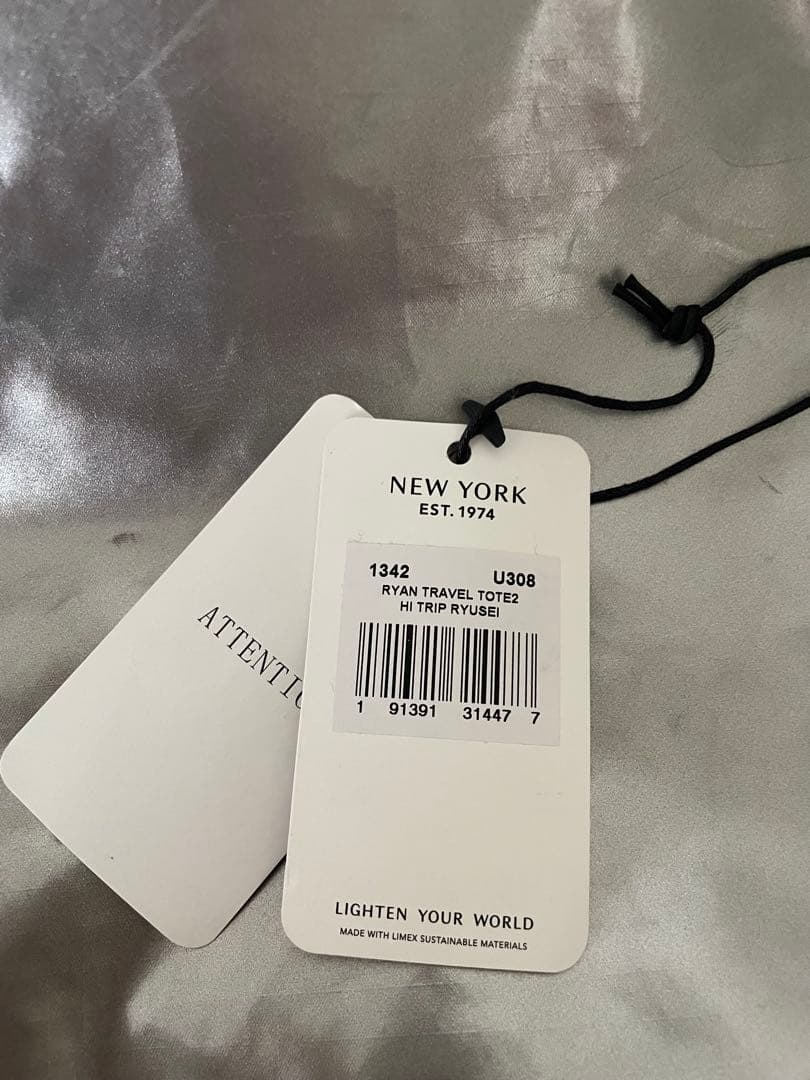 NEW YORK
EST. 1974
1342 U308
RYAN TRAVEL TOTE2
HI TRIP RYUSEI
1 91391 31447 7
LIGHTEN YOUR WORLD
MADE WITH LIMEX SUSTAINABLE MATERIALS
ATTENTIO